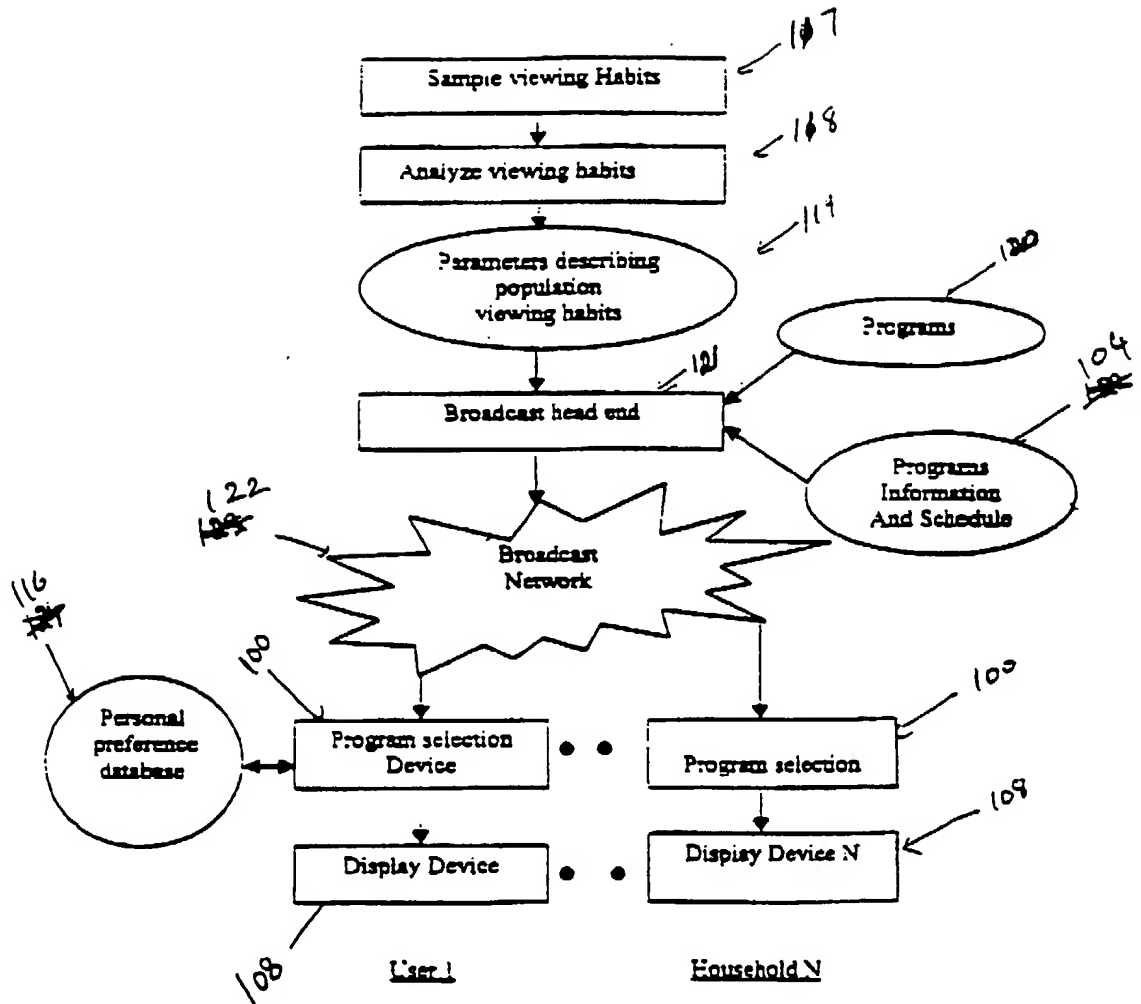 117
Sample viewing Habits
118
Analyze viewing habits
114
Parameters describing
population
viewing habits
120
Programs
121
Broadcast head end
104
Programs
Information
And Schedule
122
Broadcast
Network
116
Personal
preference
database
100
Program selection
Device
100
Program selection
Display Device
108
Display Device N
108
User 1
Household N